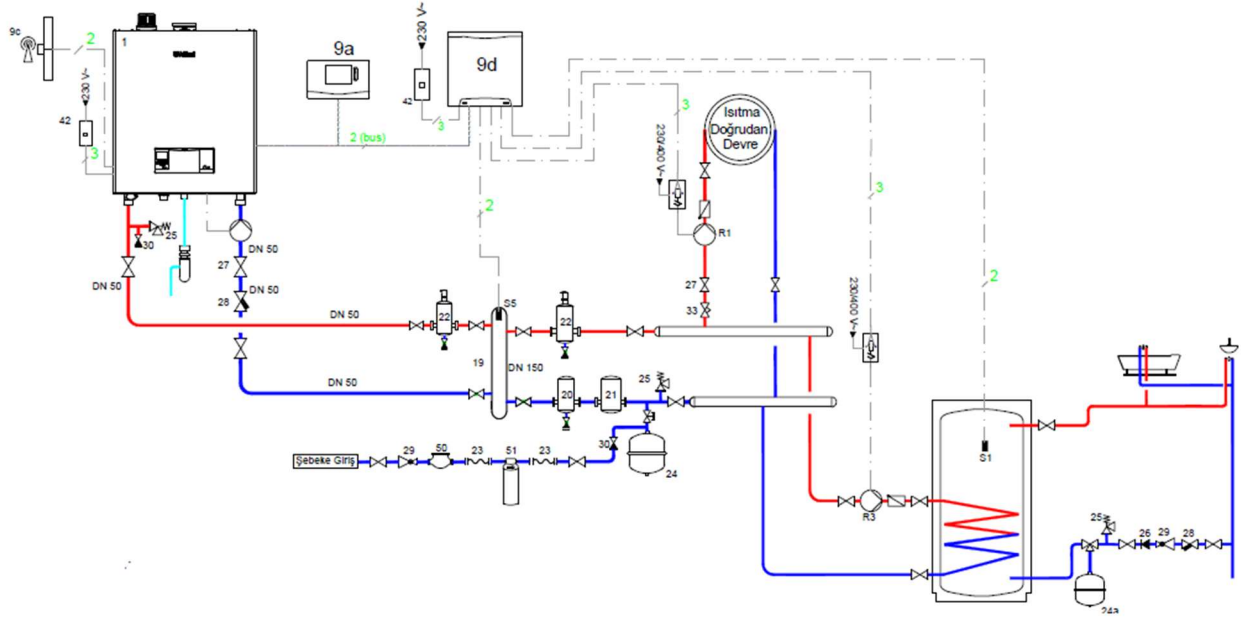 9c
2
1
Vaillant
230 V~
42
3
9a
230 V~
42
3
9d
2 (bus)
2
3
230/400 V~
Isıtma
Doğrudan
Devre
R1
3
2
30
25
DN 50
27
DN 50
DN 50
28
27
33
230/400 V~
DN 50
22
S5
22
19
DN 150
DN 50
20
21
25
30
24
Şebeke Giriş
29
50
23
51
23
S1
R3
25
26
29
28
24a